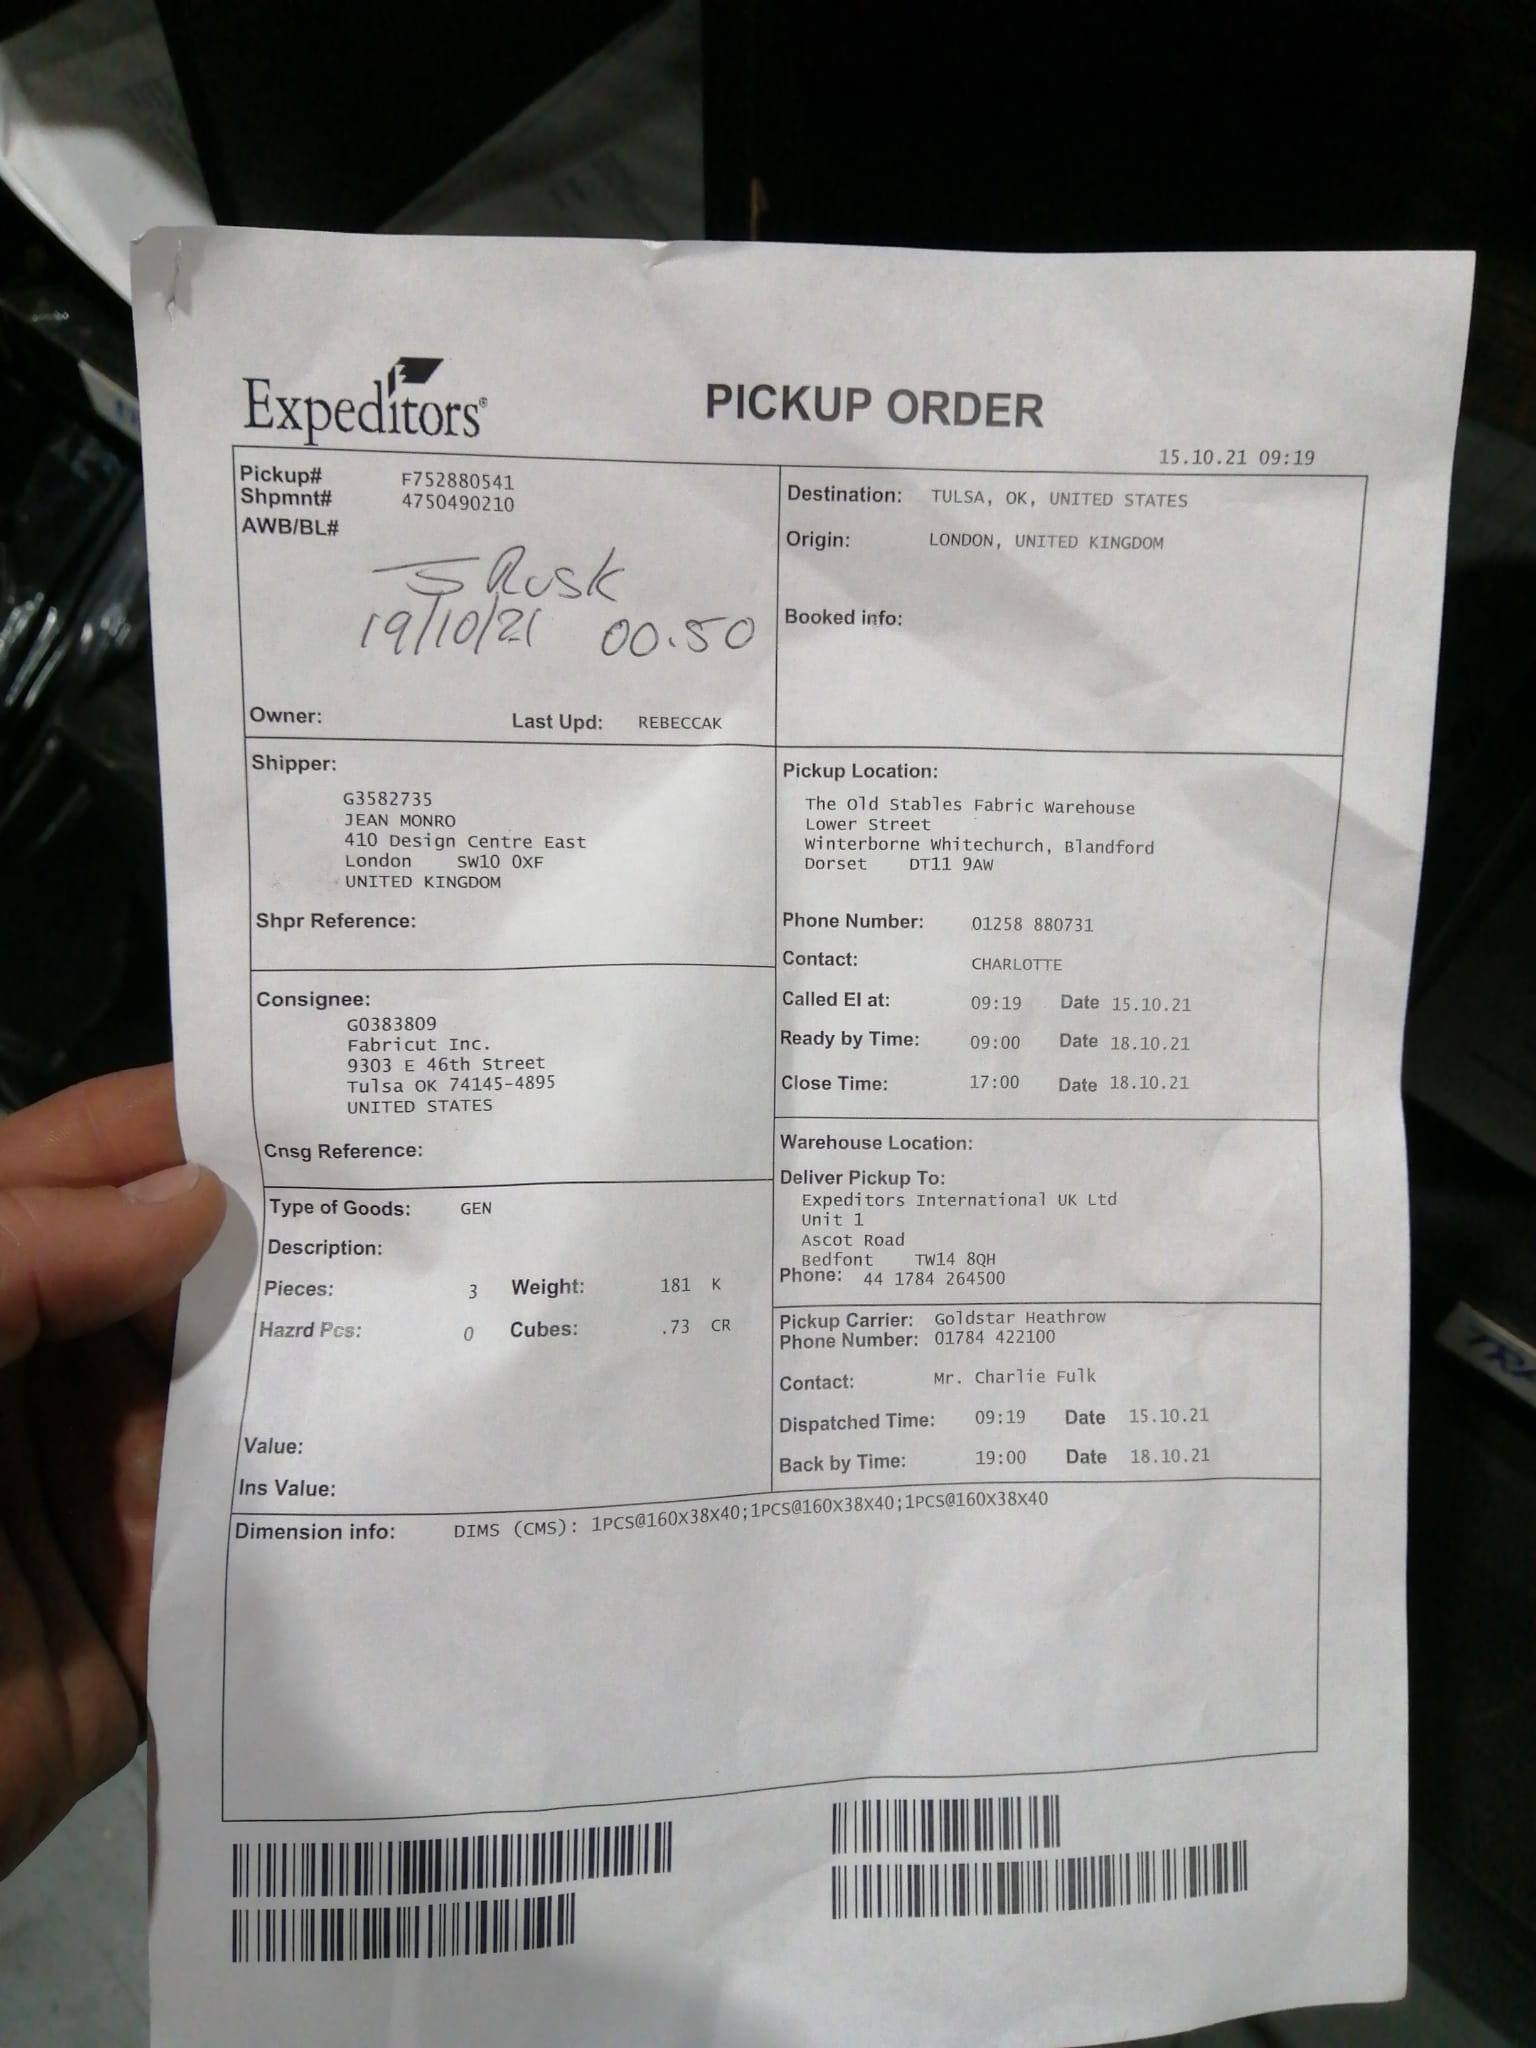 Expeditors®
PICKUP ORDER
15.10.21 09:19
Pickup# F752880541
Shpmnt# 4750490210
AWB/BL#
J Rusk
19/10/21 00.50
Owner: Last Upd: REBECCAK
Destination: TULSA, OK, UNITED STATES
Origin: LONDON, UNITED KINGDOM
Booked info:
Shipper:
G3582735
JEAN MONRO
410 Design Centre East
London SW10 0XF
UNITED KINGDOM
Shpr Reference:
Pickup Location:
The Old Stables Fabric Warehouse
Lower Street
Winterborne Whitechurch, Blandford
Dorset DT11 9AW
Phone Number: 01258 880731
Contact: CHARLOTTE
Called EI at: 09:19 Date 15.10.21
Ready by Time: 09:00 Date 18.10.21
Close Time: 17:00 Date 18.10.21
Consignee:
G0383809
Fabricut Inc.
9303 E 46th Street
Tulsa OK 74145-4895
UNITED STATES
Cnsg Reference:
Warehouse Location:
Deliver Pickup To:
Expeditors International UK Ltd
Unit 1
Ascot Road
Bedfont TW14 8QH
Phone: 44 1784 264500
Type of Goods: GEN
Description:
Pieces: 3 Weight: 181 K
Hazrd Pcs: 0 Cubes: .73 CR
Value:
Ins Value:
Pickup Carrier: Goldstar Heathrow
Phone Number: 01784 422100
Contact: Mr. Charlie Fulk
Dispatched Time: 09:19 Date 15.10.21
Back by Time: 19:00 Date 18.10.21
Dimension info: DIMS (CMS): 1PCS@160X38X40;1PCS@160X38X40;1PCS@160X38X40